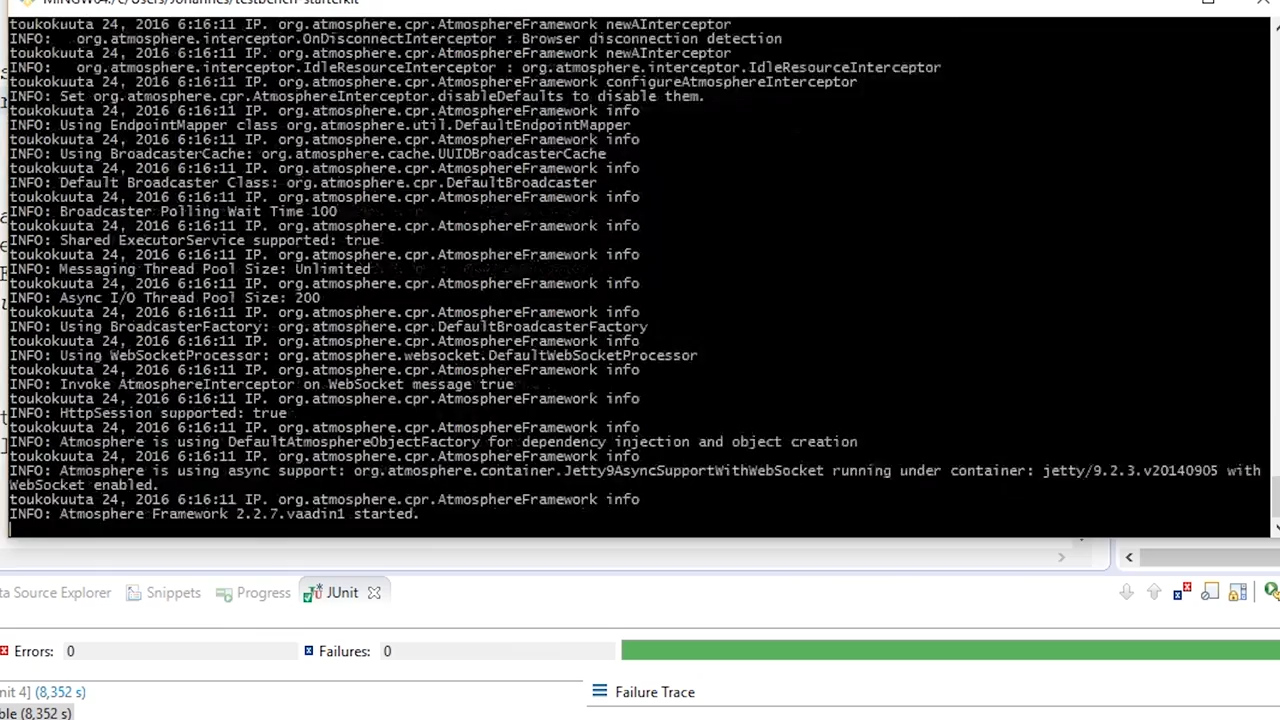 toukokuuta 24, 2016 6:16:11 IP. org.atmosphere.cpr.AtmosphereFramework newAInterceptor
INFO:   org.atmosphere.interceptor.OnDisconnectInterceptor : Browser disconnection detection
toukokuuta 24, 2016 6:16:11 IP. org.atmosphere.cpr.AtmosphereFramework newAInterceptor
INFO:   org.atmosphere.interceptor.IdleResourceInterceptor : org.atmosphere.interceptor.IdleResourceInterceptor
toukokuuta 24, 2016 6:16:11 IP. org.atmosphere.cpr.AtmosphereFramework configureAtmosphereInterceptor
INFO: Set org.atmosphere.cpr.AtmosphereInterceptor.disableDefaults to disable them.
toukokuuta 24, 2016 6:16:11 IP. org.atmosphere.cpr.AtmosphereFramework info
INFO: Using EndpointMapper class org.atmosphere.util.DefaultEndpointMapper
toukokuuta 24, 2016 6:16:11 IP. org.atmosphere.cpr.AtmosphereFramework info
INFO: Using BroadcasterCache: org.atmosphere.cache.UUIDBroadcasterCache
toukokuuta 24, 2016 6:16:11 IP. org.atmosphere.cpr.AtmosphereFramework info
INFO: Default Broadcaster Class: org.atmosphere.cpr.DefaultBroadcaster
toukokuuta 24, 2016 6:16:11 IP. org.atmosphere.cpr.AtmosphereFramework info
INFO: Broadcaster Polling Wait Time 100
toukokuuta 24, 2016 6:16:11 IP. org.atmosphere.cpr.AtmosphereFramework info
INFO: Shared ExecutorService supported: true
toukokuuta 24, 2016 6:16:11 IP. org.atmosphere.cpr.AtmosphereFramework info
INFO: Messaging Thread Pool Size: Unlimited
toukokuuta 24, 2016 6:16:11 IP. org.atmosphere.cpr.AtmosphereFramework info
INFO: Async I/O Thread Pool Size: 200
toukokuuta 24, 2016 6:16:11 IP. org.atmosphere.cpr.AtmosphereFramework info
INFO: Using BroadcasterFactory: org.atmosphere.cpr.DefaultBroadcasterFactory
toukokuuta 24, 2016 6:16:11 IP. org.atmosphere.cpr.AtmosphereFramework info
INFO: Using WebSocketProcessor: org.atmosphere.websocket.DefaultWebSocketProcessor
toukokuuta 24, 2016 6:16:11 IP. org.atmosphere.cpr.AtmosphereFramework info
INFO: Invoke AtmosphereInterceptor on WebSocket message true
toukokuuta 24, 2016 6:16:11 IP. org.atmosphere.cpr.AtmosphereFramework info
INFO: HttpSession supported: true
toukokuuta 24, 2016 6:16:11 IP. org.atmosphere.cpr.AtmosphereFramework info
INFO: Atmosphere is using DefaultAtmosphereObjectFactory for dependency injection and object creation
toukokuuta 24, 2016 6:16:11 IP. org.atmosphere.cpr.AtmosphereFramework info
INFO: Atmosphere is using async support: org.atmosphere.container.Jetty9AsyncSupportWithWebSocket running under container: jetty/9.2.3.v20140905 with
WebSocket enabled.
toukokuuta 24, 2016 6:16:11 IP. org.atmosphere.cpr.AtmosphereFramework info
INFO: Atmosphere Framework 2.2.7.vaadin1 started.
ta Source Explorer Snippets Progress JUnit
Errors: 0 Failures: 0
nit 4] (8,352 s) Failure Trace
ble (8,352 s)